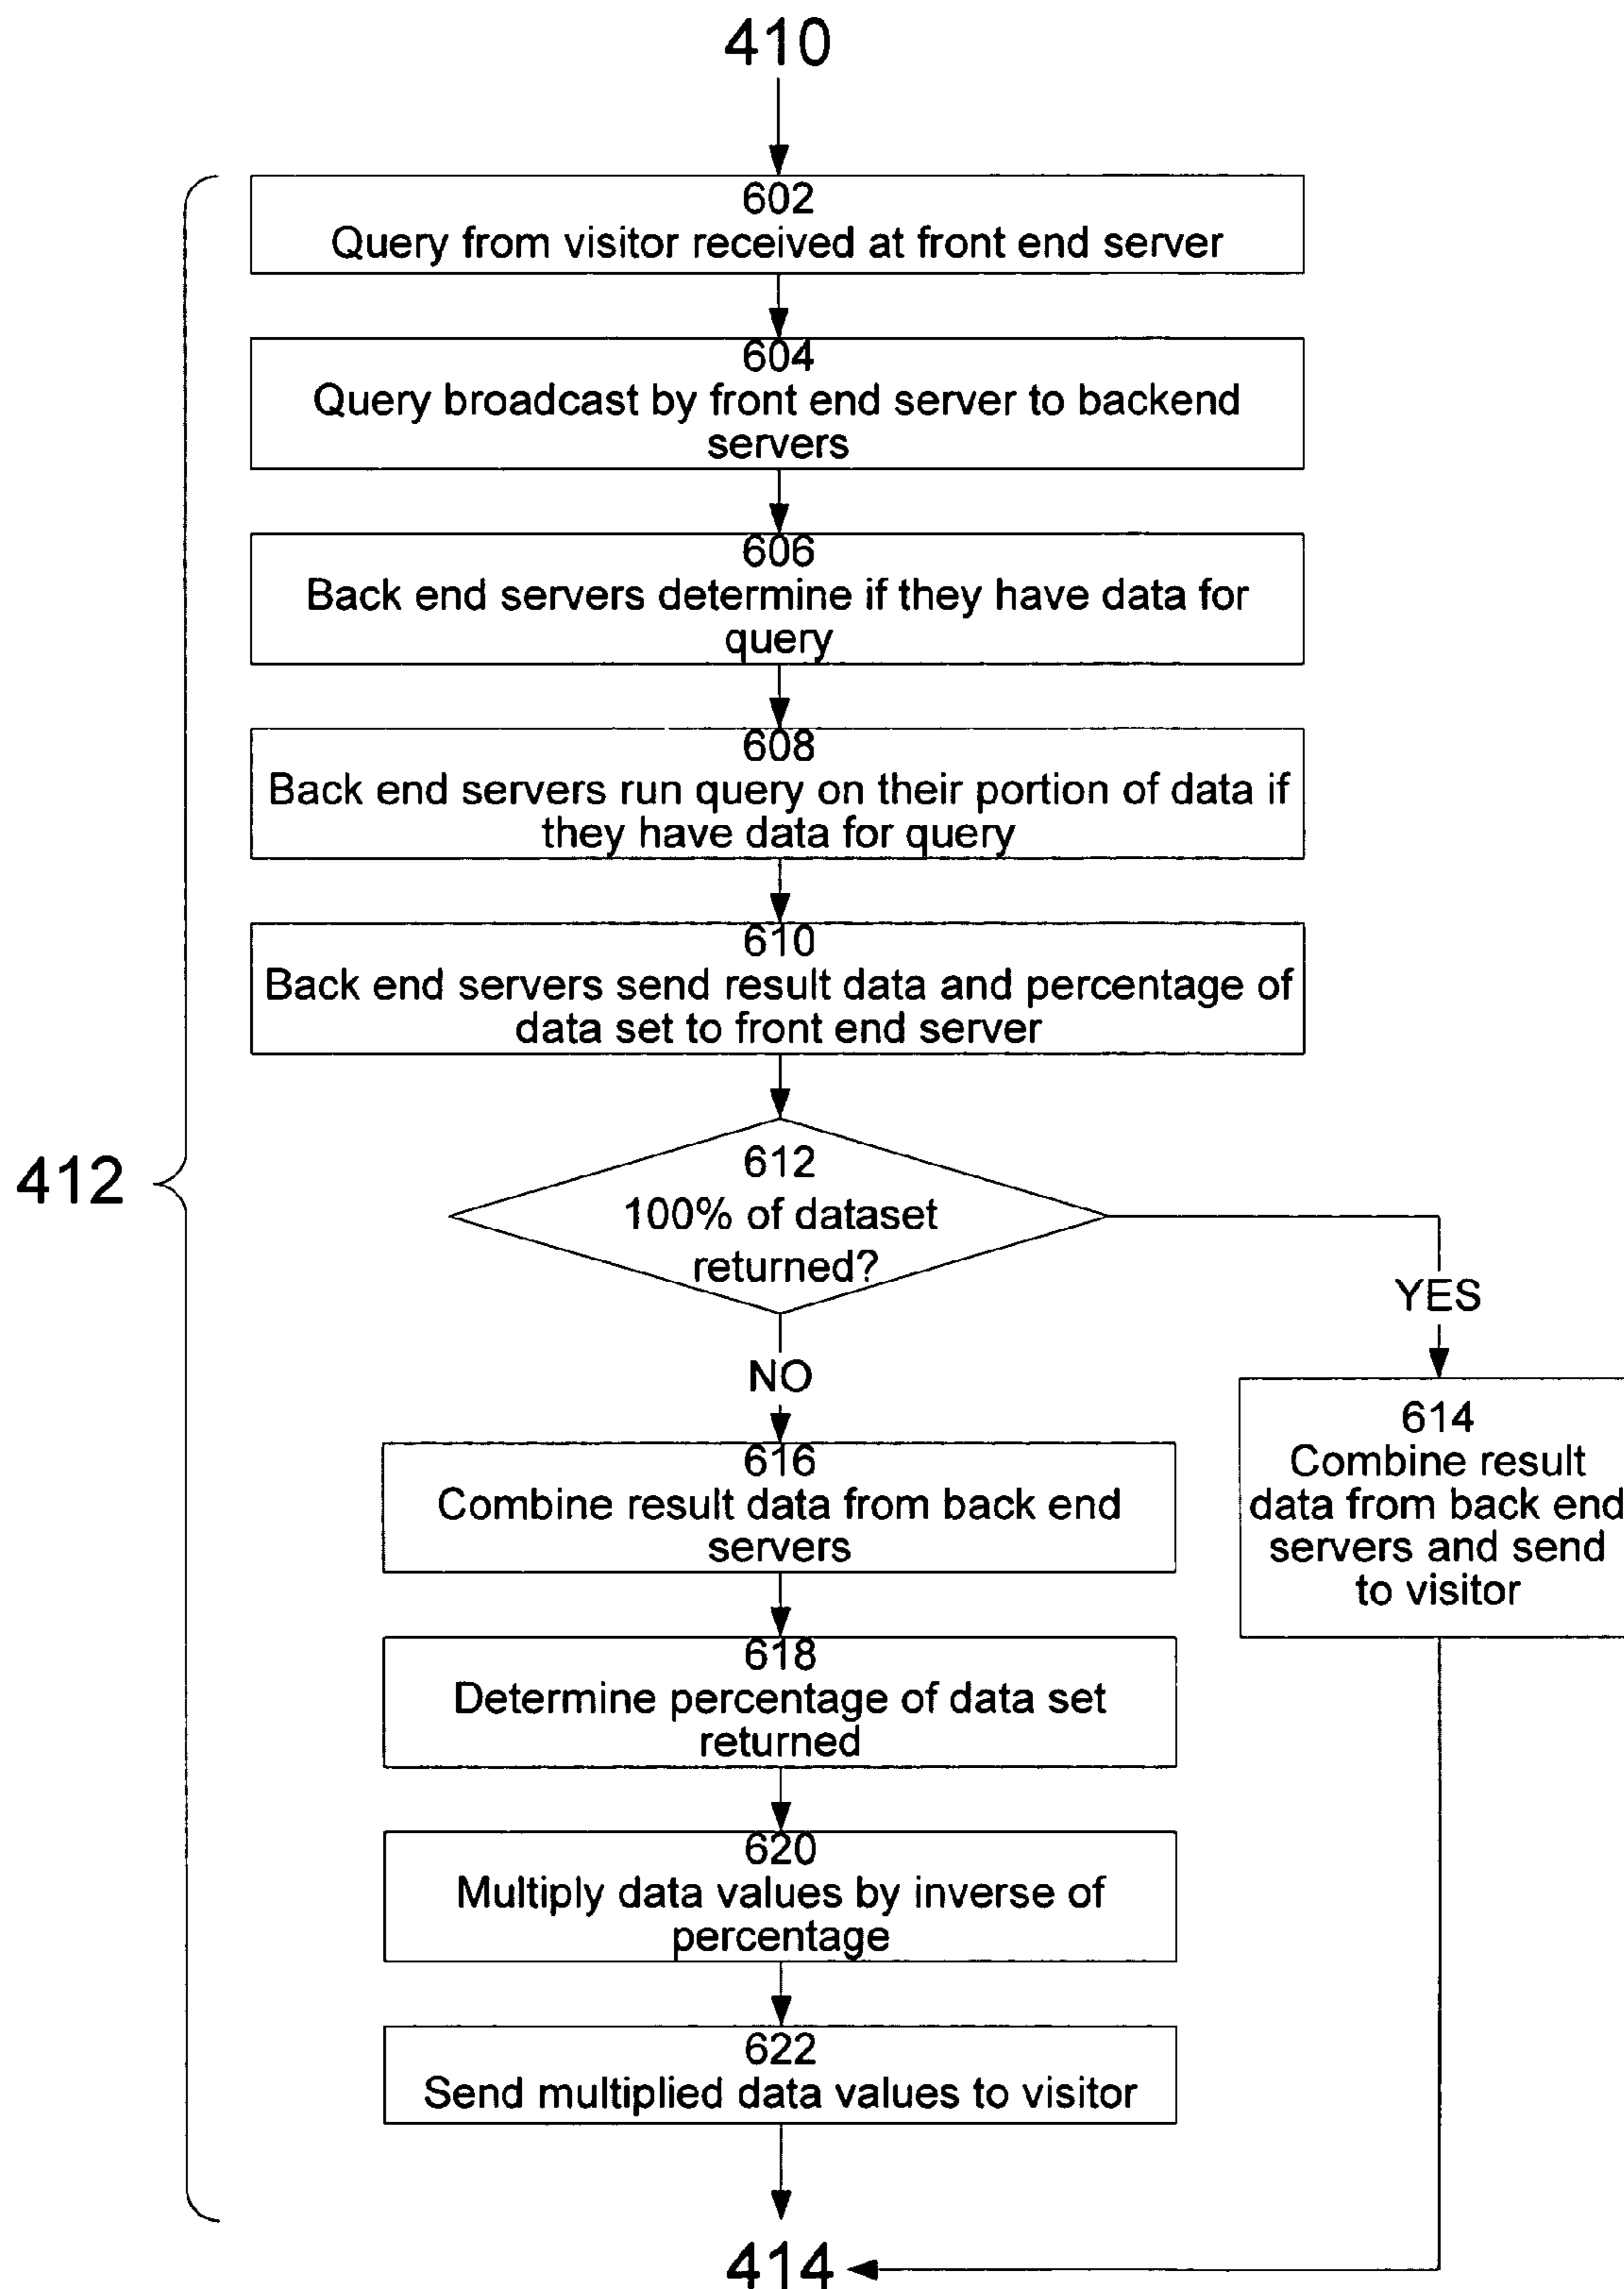 410
602
Query from visitor received at front end server
604
Query broadcast by front end server to backend
servers
606
Back end servers determine if they have data for
query
608
Back end servers run query on their portion of data if
they have data for query
610
Back end servers send result data and percentage of
data set to front end server
412
612
100% of dataset
returned?
YES
NO
614
Combine result
data from back end
servers and send
to visitor
616
Combine result data from back end
servers
618
Determine percentage of data set
returned
620
Multiply data values by inverse of
percentage
622
Send multiplied data values to visitor
414